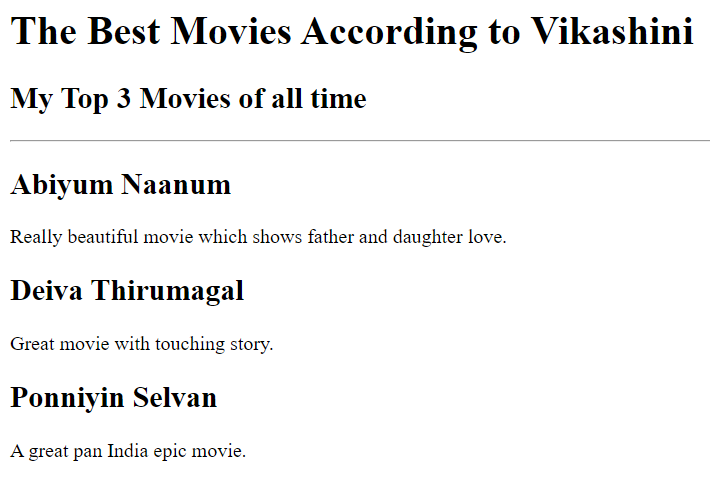 The Best Movies According to Vikashini
My Top 3 Movies of all time
Abiyum Naanum
Really beautiful movie which shows father and daughter love.
Deiva Thirumagal
Great movie with touching story.
Ponniyin Selvan
A great pan India epic movie.